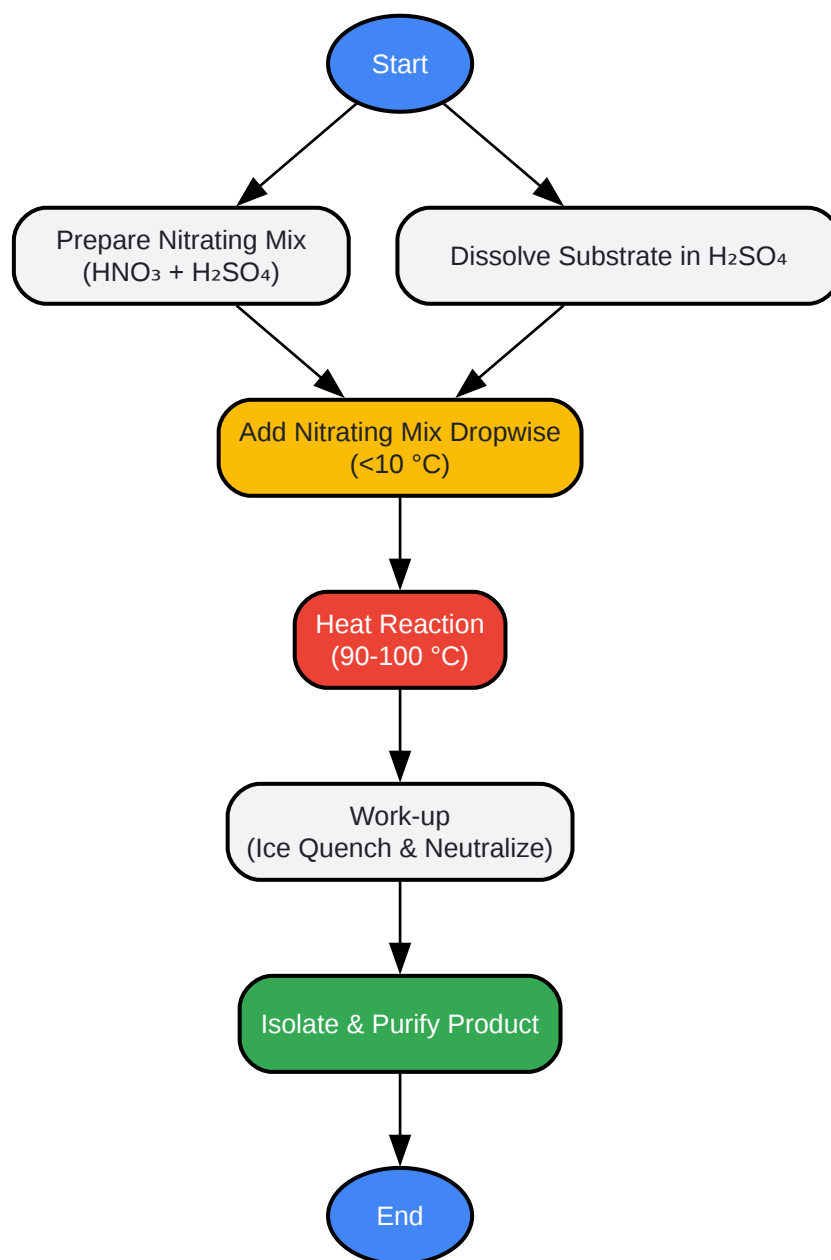 Start
Prepare Nitrating Mix
(HNO₃ + H₂SO₄)
Dissolve Substrate in H₂SO₄
Add Nitrating Mix Dropwise
(<10 °C)
Heat Reaction
(90-100 °C)
Work-up
(Ice Quench & Neutralize)
Isolate & Purify Product
End